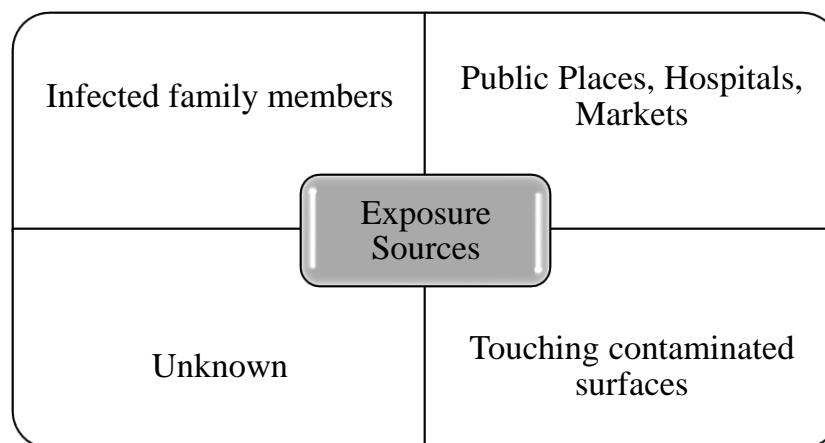 Infected family members
Public Places, Hospitals,
Markets
Exposure
Sources
Unknown
Touching contaminated
surfaces